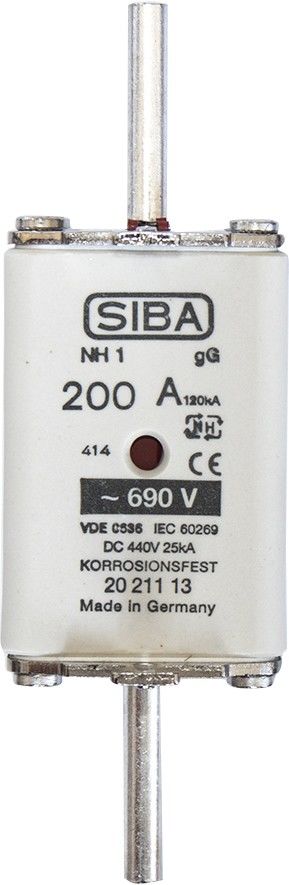 SIBA
NH 1 gG
200 A 120kA
NH
414 CE
~ 690 V
VDE 0636 IEC 60269
DC 440V 25kA
KORROSIONSFEST
20 211 13
Made in Germany